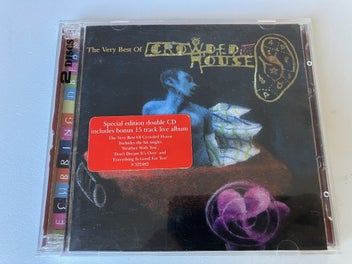 The Very Best Of CROWDED
HOUSE
2 DISCS
Special edition double CD
includes bonus 15 track live album
The Very Best Of Crowded House
Includes the hit singles
'Weather With You'
'Don't Dream It's Over' and
'Everything Is Good For You'